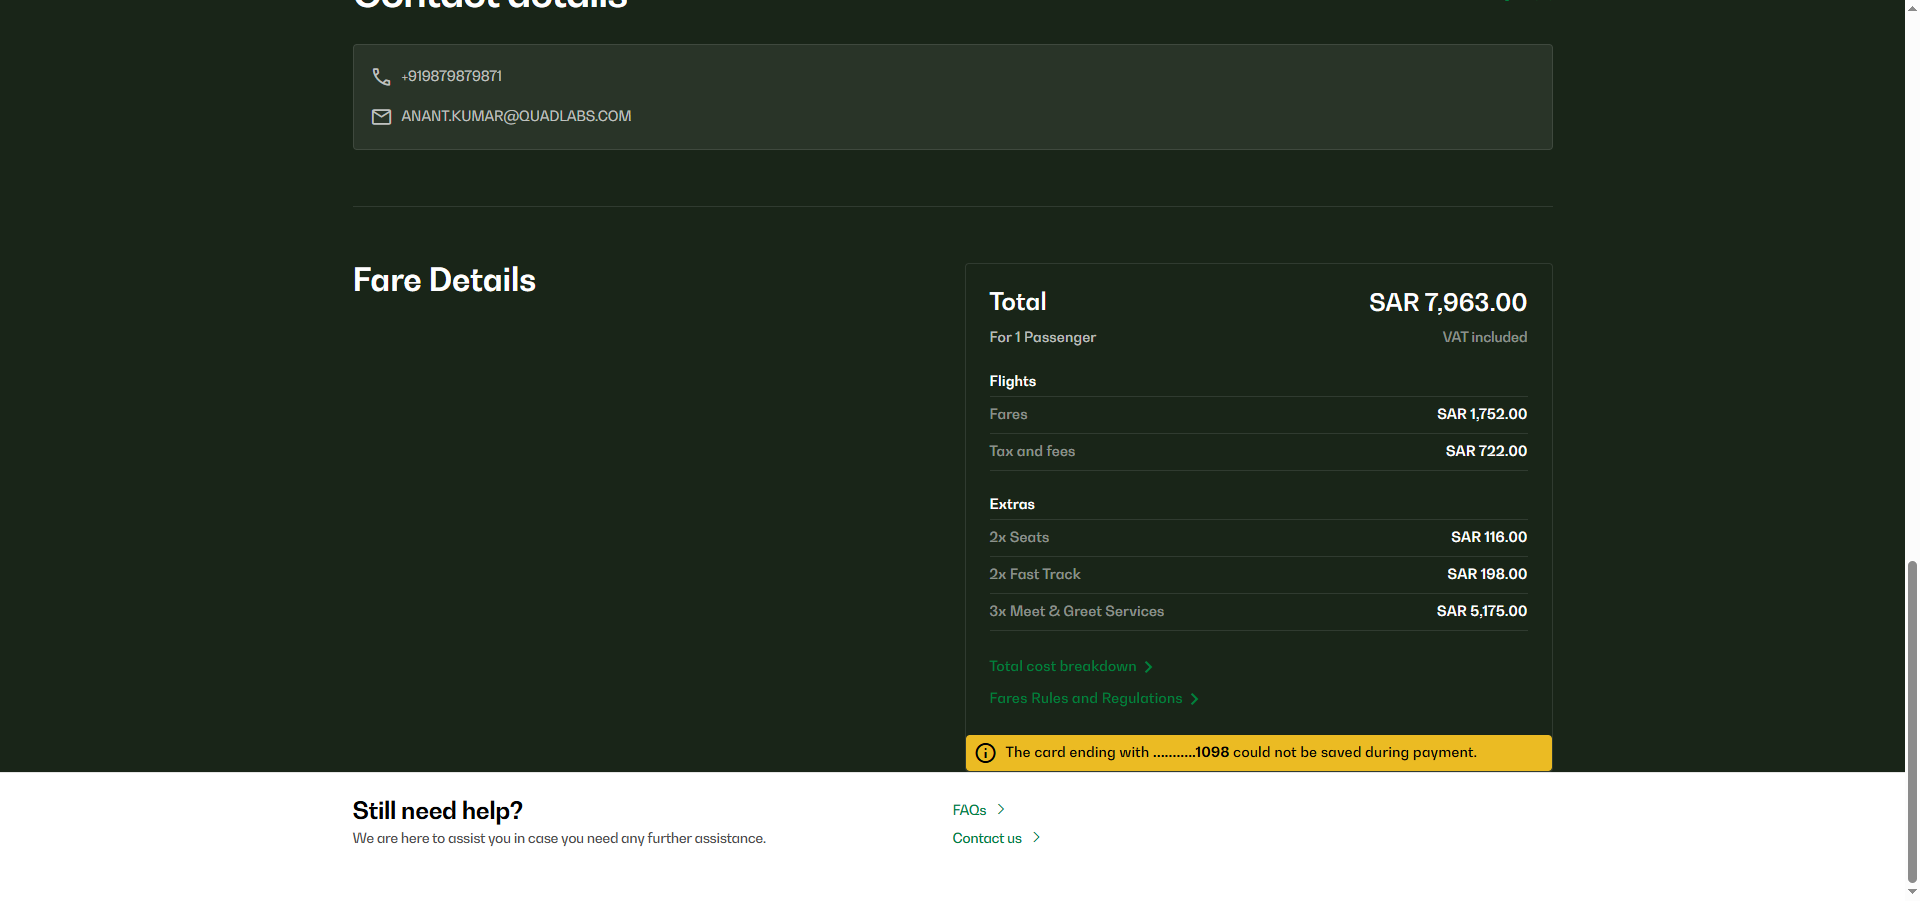 Contact details
+919879879871
ANANT.KUMAR@QUADLABS.COM
Fare Details
Total SAR 7,963.00
For 1 Passenger VAT included
Flights
Fares SAR 1,752.00
Tax and fees SAR 722.00
Extras
2x Seats SAR 116.00
2x Fast Track SAR 198.00
3x Meet & Greet Services SAR 5,175.00
Total cost breakdown
Fares Rules and Regulations
The card ending with ...........1098 could not be saved during payment.
Still need help?
We are here to assist you in case you need any further assistance.
FAQs
Contact us